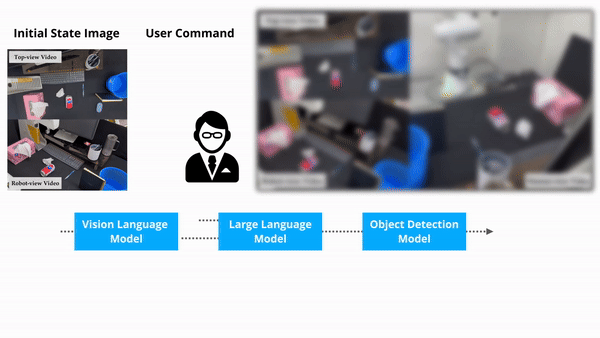 Initial State Image
User Command
Top-view Video
Robot-view Video
Vision Language
Model
Large Language
Model
Object Detection
Model